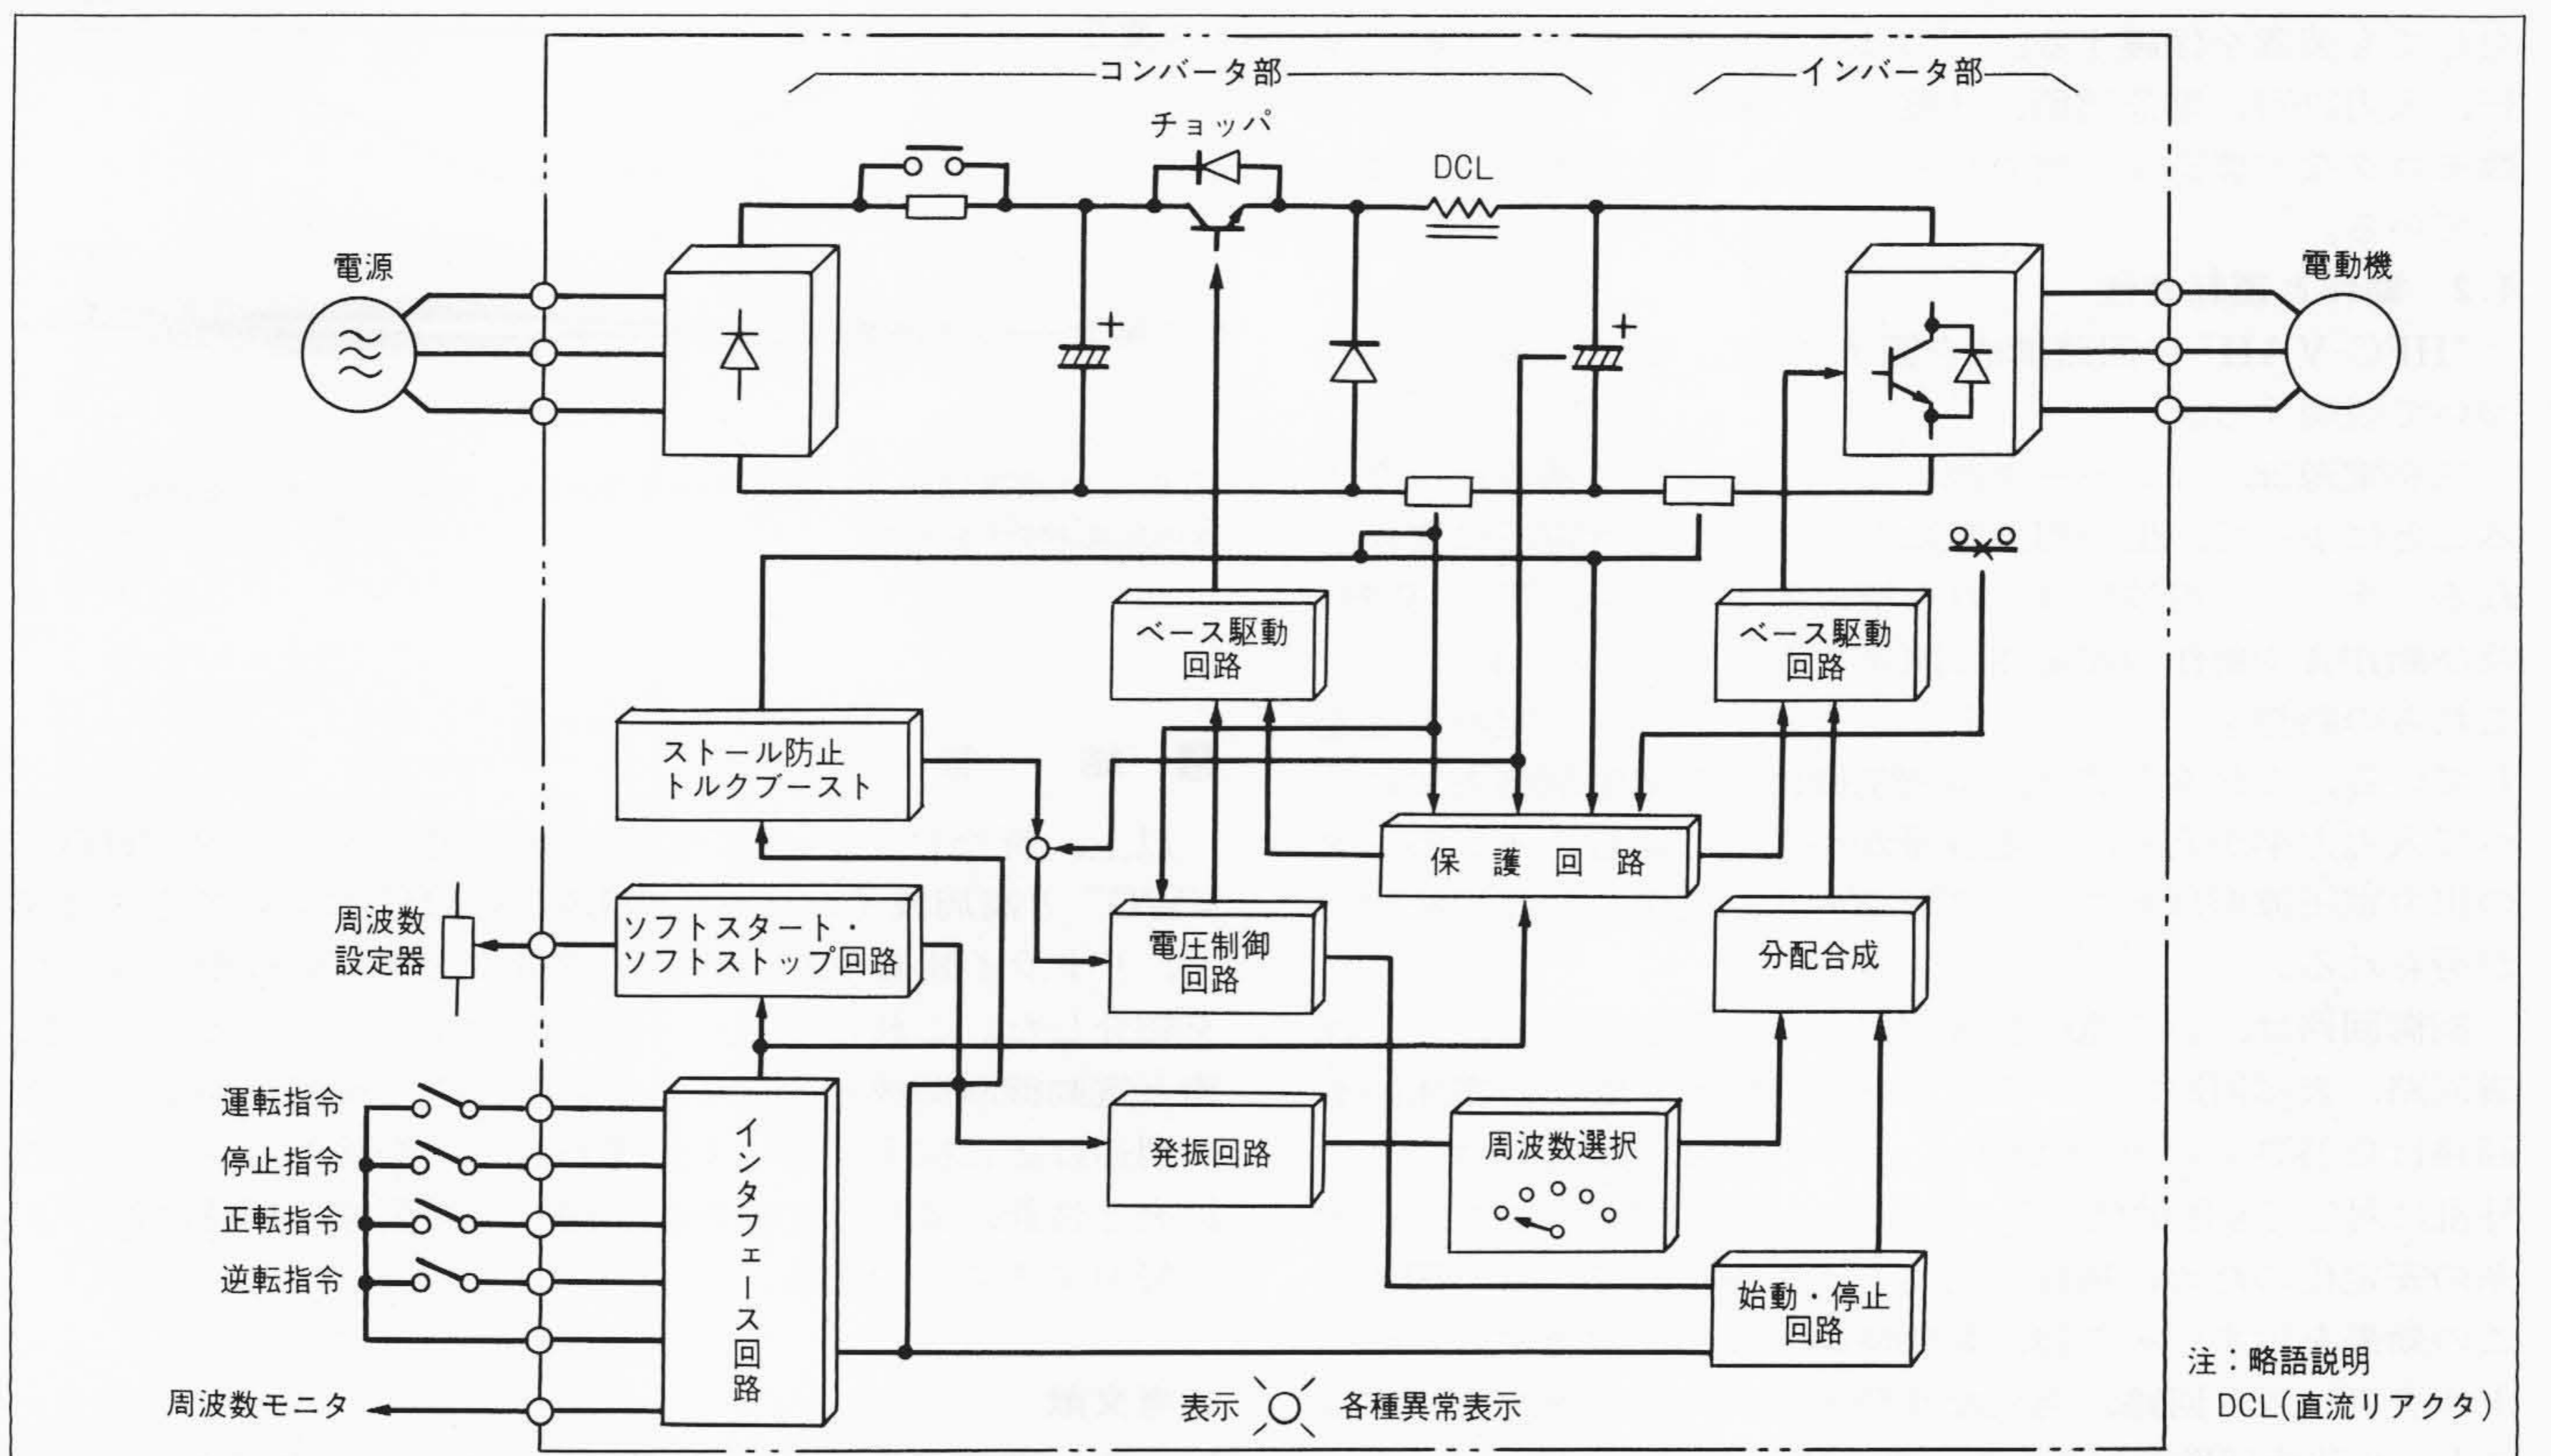 コンバータ部
インバータ部
チョッパ
DCL
電源
電動機
+
+
ベース駆動
回路
ベース駆動
回路
ストール防止
トルクブースト
保護回路
周波数
設定器
ソフトスタート・
ソフトストップ回路
電圧制御
回路
分配合成
運転指令
停止指令
正転指令
逆転指令
周波数モニタ
インタフェース回路
発振回路
周波数選択
始動・停止
回路
表示
各種異常表示
注：略語説明
DCL(直流リアクタ)